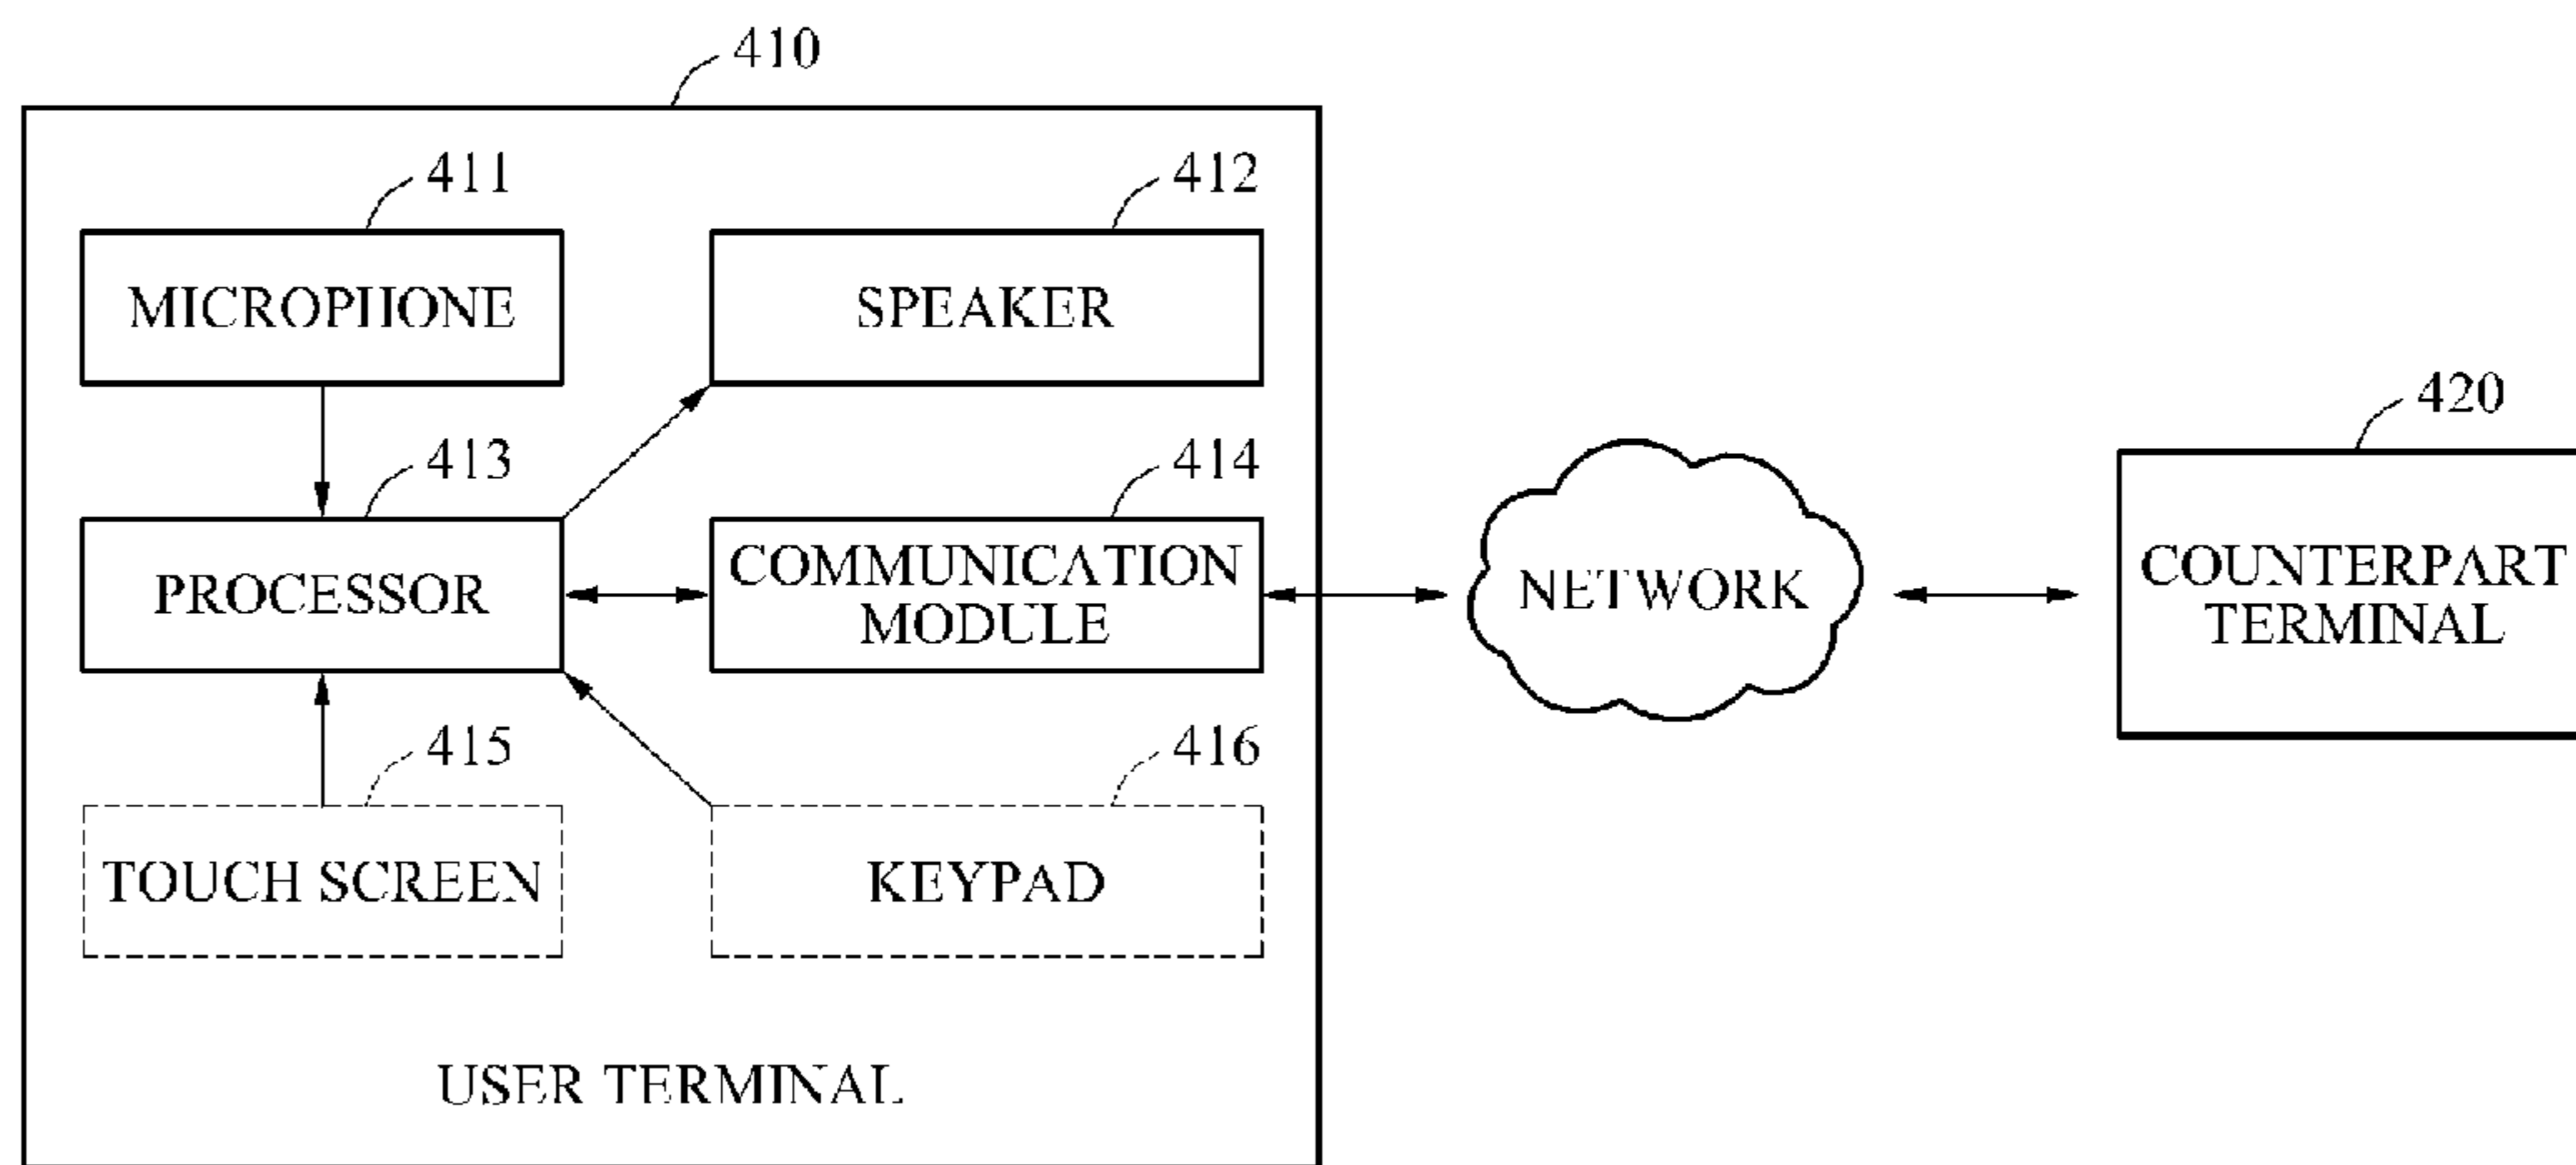 410
411
412
MICROPHONE
SPEAKER
420
413
414
PROCESSOR
COMMUNICATION
MODULE
NETWORK
COUNTERPART
TERMINAL
415
416
TOUCH SCREEN
KEYPAD
USER TERMINAL